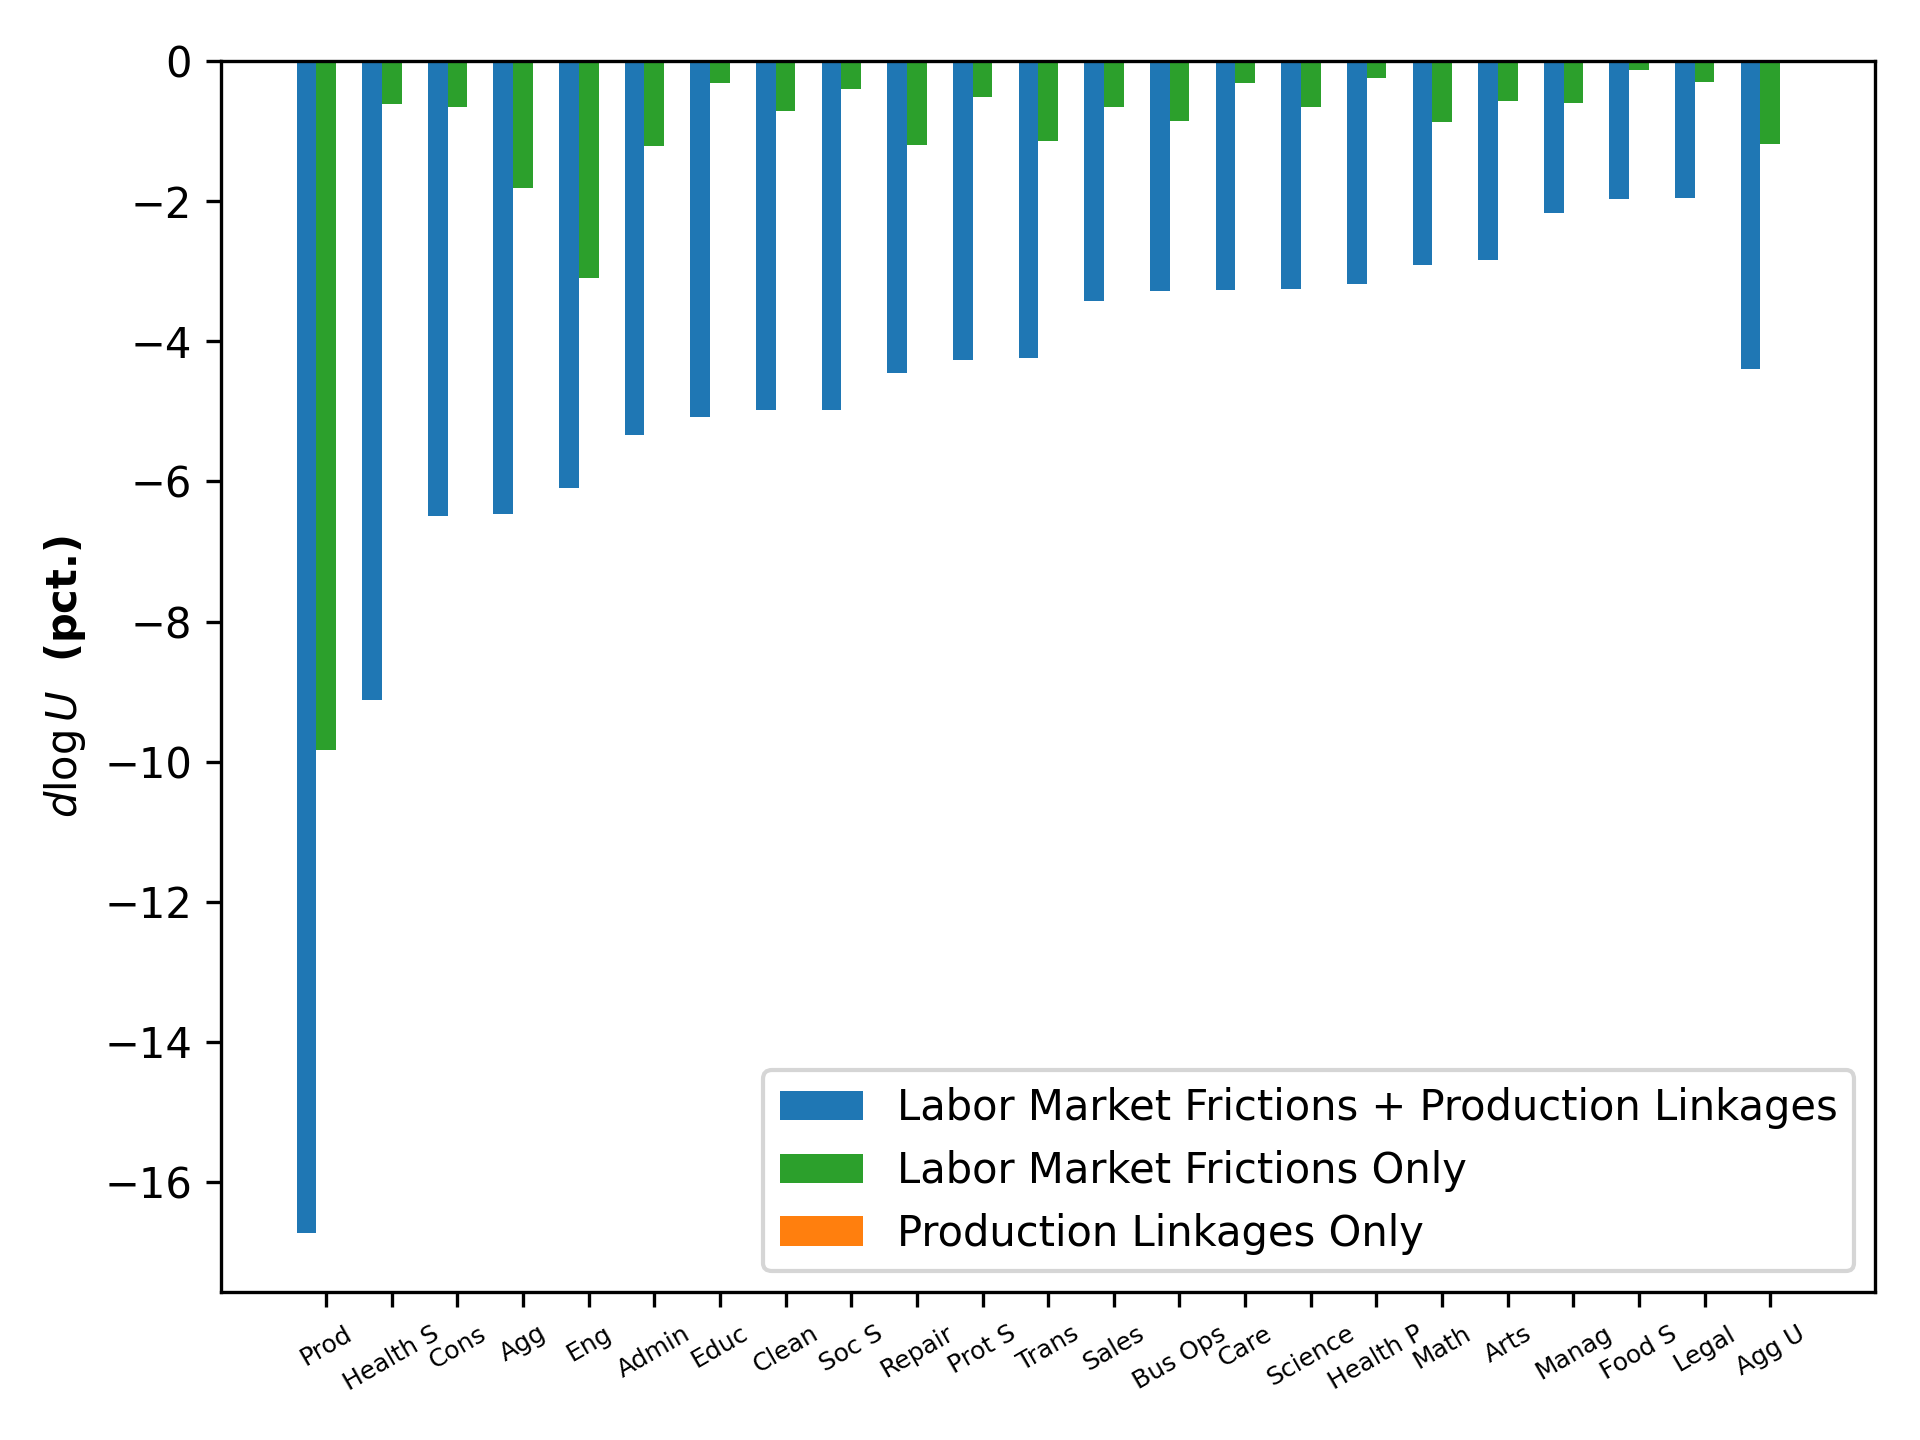 0
−2
−4
−6
−8
−10
−12
−14
−16
d log U (pct.)
Labor Market Frictions + Production Linkages
Labor Market Frictions Only
Production Linkages Only
Prod
Health S
Cons
Agg
Eng
Admin
Educ
Clean
Soc S
Repair
Prot S
Trans
Sales
Bus Ops
Care
Science
Health P
Math
Arts
Manag
Food S
Legal
Agg U